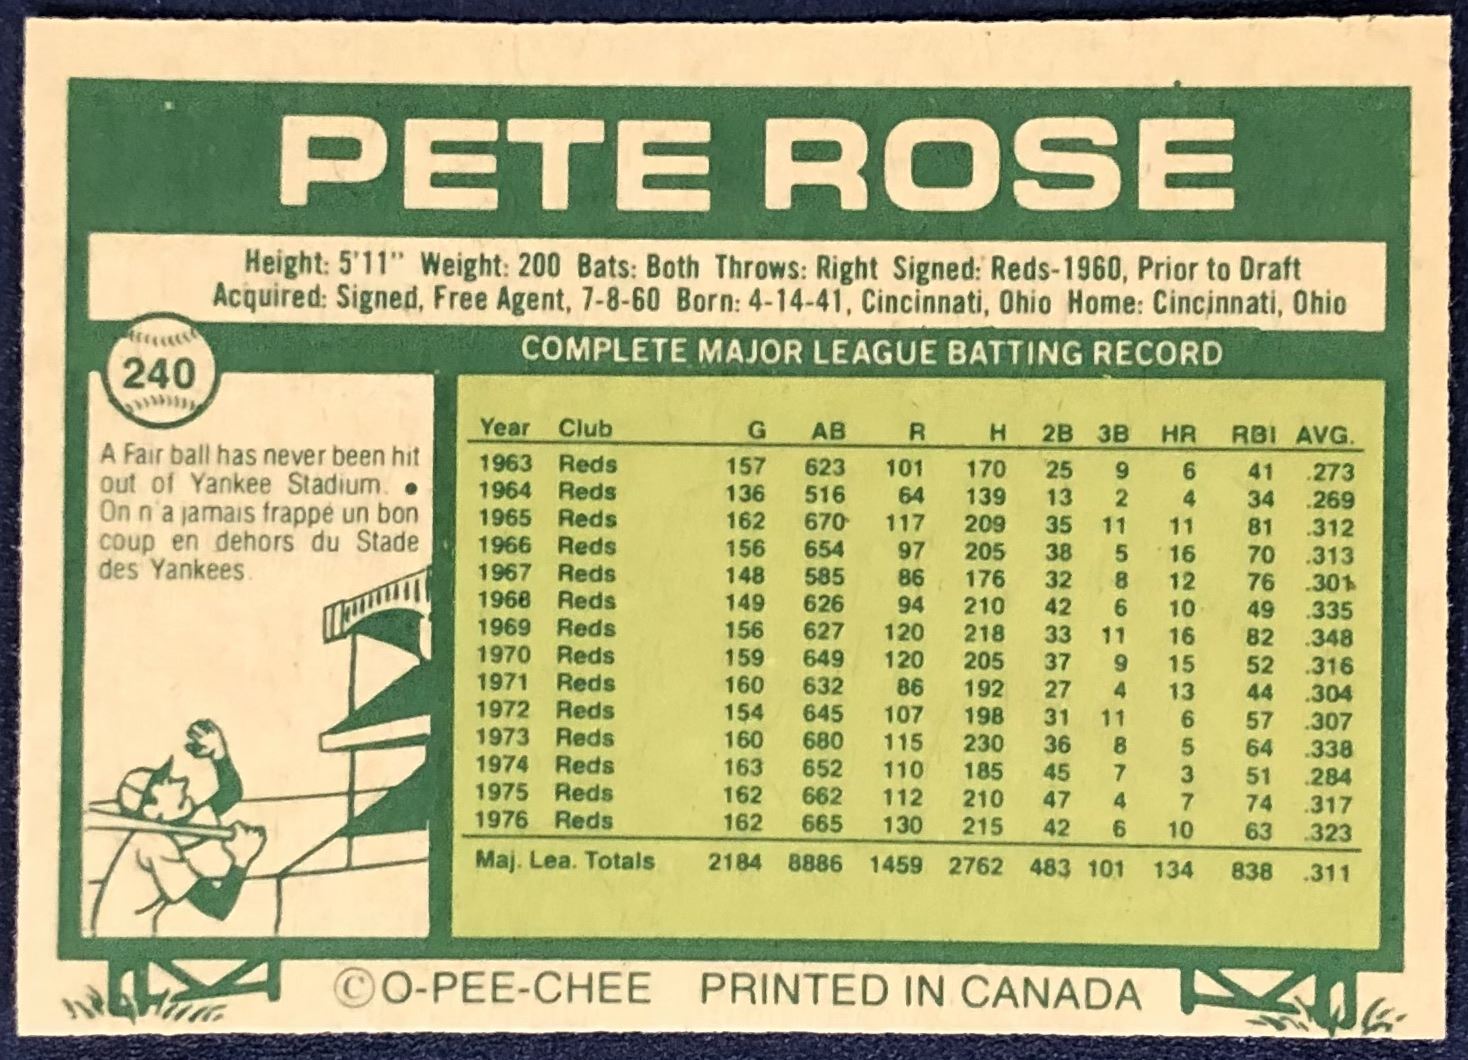 PETE ROSE
Height: 5'11" Weight: 200 Bats: Both Throws: Right Signed: Reds-1960, Prior to Draft
Acquired: Signed, Free Agent, 7-8-60 Born: 4-14-41, Cincinnati, Ohio Home: Cincinnati, Ohio
240
A Fair ball has never been hit
out of Yankee Stadium. •
On n'a jamais frappé un bon
coup en dehors du Stade
des Yankees.
COMPLETE MAJOR LEAGUE BATTING RECORD
Year Club G AB R H 2B 3B HR RBI AVG.
1963 Reds 157 623 101 170 25 9 6 41 .273
1964 Reds 136 516 64 139 13 2 4 34 .269
1965 Reds 162 670 117 209 35 11 11 81 .312
1966 Reds 156 654 97 205 38 5 16 70 .313
1967 Reds 148 585 86 176 32 8 12 76 .301
1968 Reds 149 626 94 210 42 6 10 49 .335
1969 Reds 156 627 120 218 33 11 16 82 .348
1970 Reds 159 649 120 205 37 9 15 52 .316
1971 Reds 160 632 86 192 27 4 13 44 .304
1972 Reds 154 645 107 198 31 11 6 57 .307
1973 Reds 160 680 115 230 36 8 5 64 .338
1974 Reds 163 652 110 185 45 7 3 51 .284
1975 Reds 162 662 112 210 47 4 7 74 .317
1976 Reds 162 665 130 215 42 6 10 63 .323
Maj. Lea. Totals 2184 8886 1459 2762 483 101 134 838 .311
©O-PEE-CHEE PRINTED IN CANADA